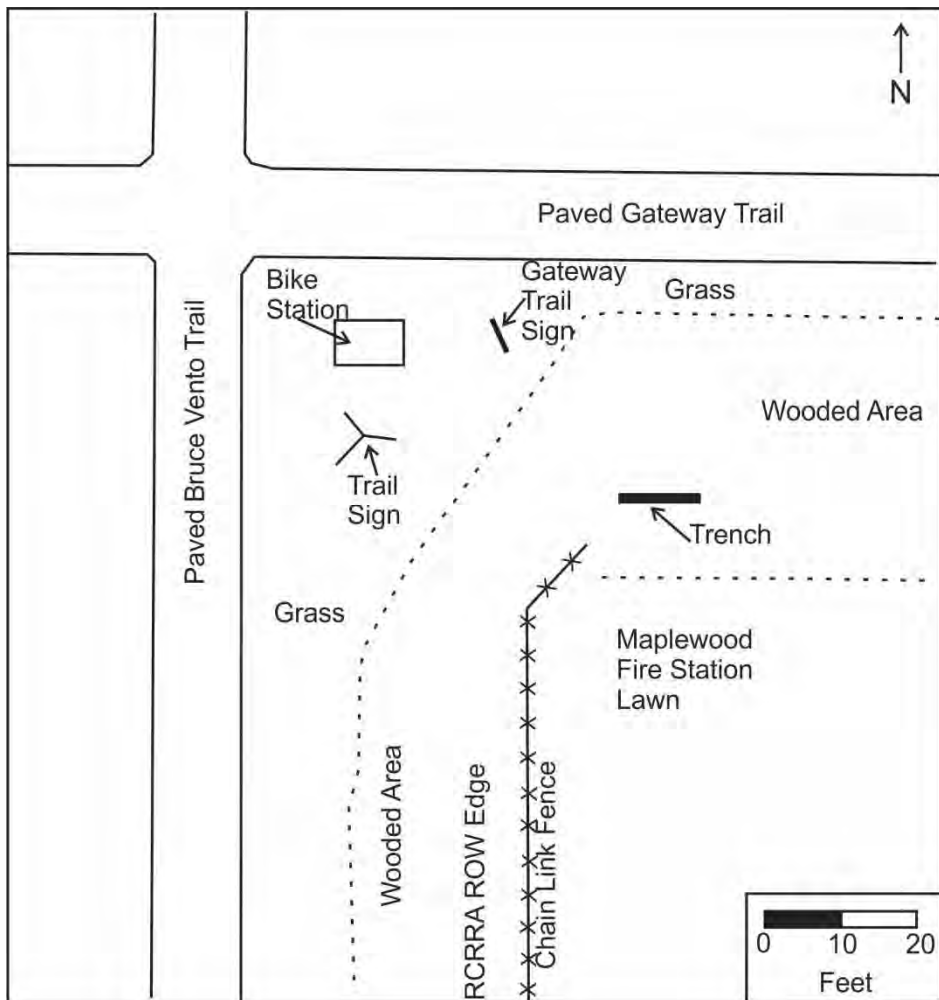 N
Paved Gateway Trail
Bike
Station
Gateway
Trail
Sign
Grass
Paved Bruce Vento Trail
Wooded Area
Trail
Sign
Trench
Grass
Maplewood
Fire Station
Lawn
Wooded Area
RCRRA ROW Edge
Chain Link Fence
0 10 20
Feet